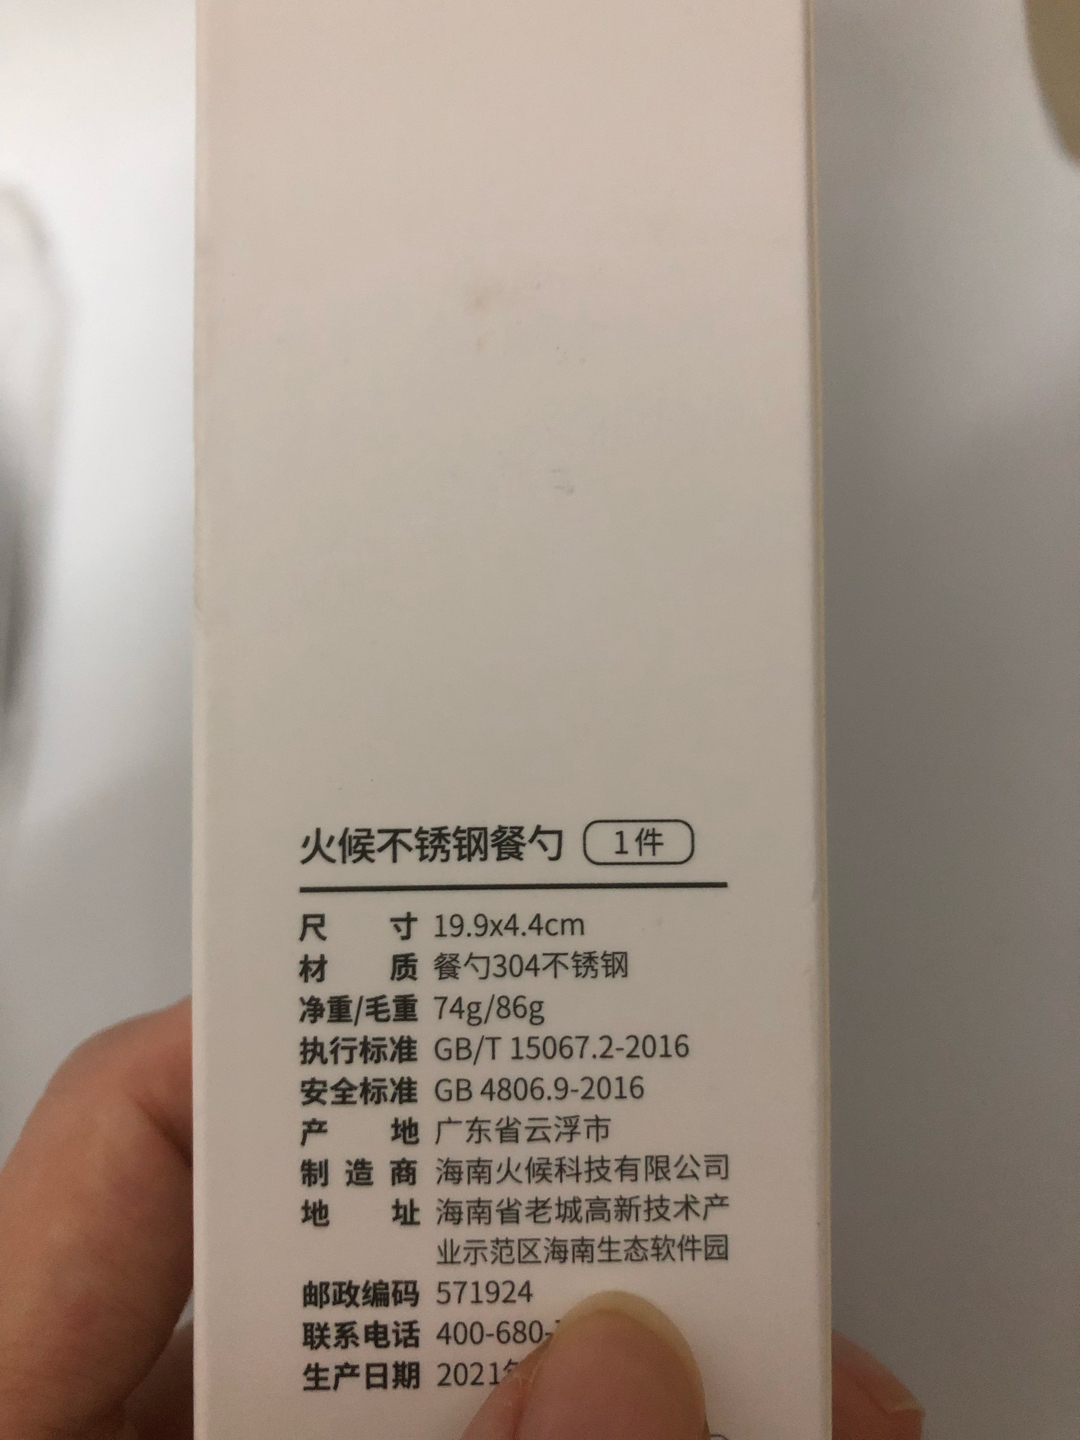 火候不锈钢餐勺 1件
尺寸 19.9x4.4cm
材质 餐勺304不锈钢
净重/毛重 74g/86g
执行标准 GB/T 15067.2-2016
安全标准 GB 4806.9-2016
产地 广东省云浮市
制造商 海南火候科技有限公司
地址 海南省老城高新技术产
业示范区海南生态软件园
邮政编码 571924
联系电话 400-680-
生产日期 2021年